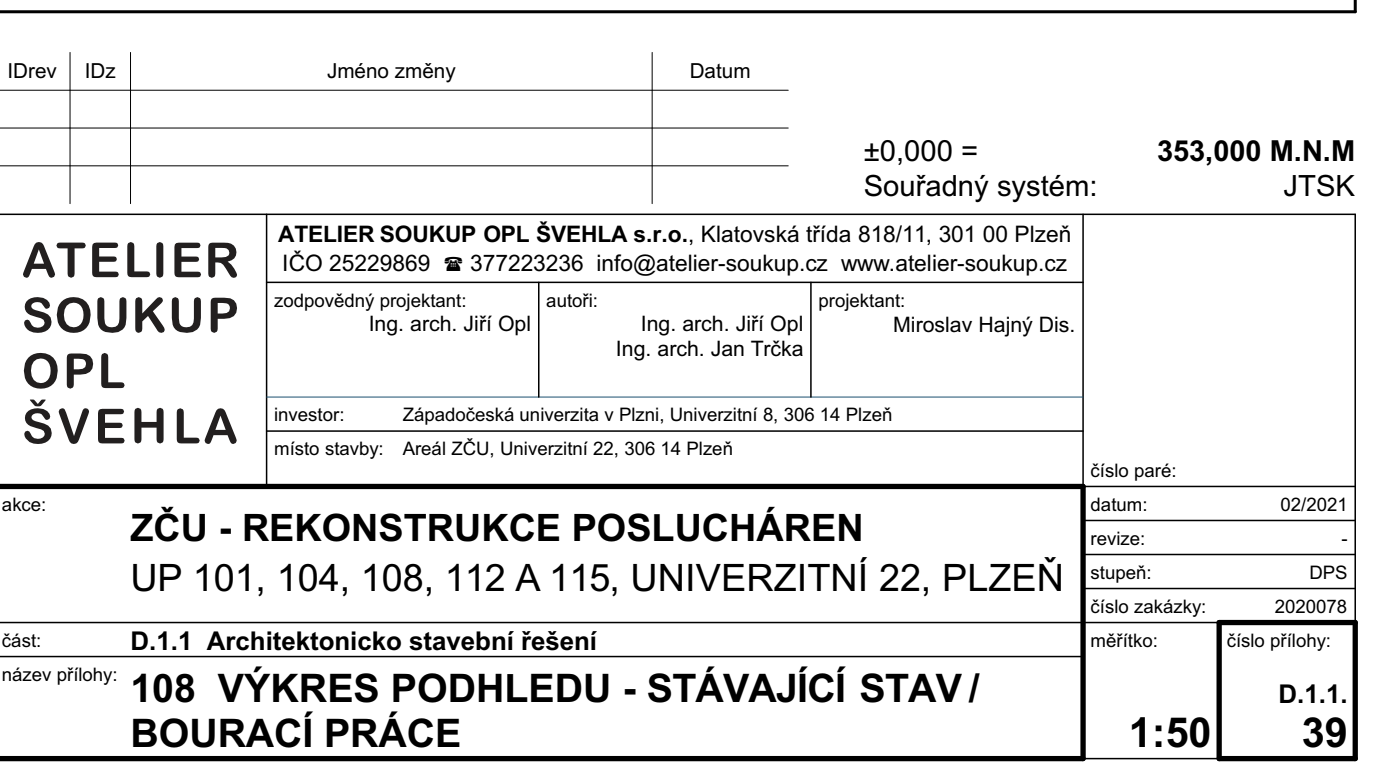 IDrev IDz Jméno změny Datum
±0,000 = 353,000 M.N.M
Souřadný systém: JTSK
ATELIER
SOUKUP
OPL
ŠVEHLA
ATELIER SOUKUP OPL ŠVEHLA s.r.o., Klatovská třída 818/11, 301 00 Plzeň
IČO 25229869 ☎ 377223236 info@atelier-soukup.cz www.atelier-soukup.cz
zodpovědný projektant:
Ing. arch. Jiří Opl
autoři:
Ing. arch. Jiří Opl
Ing. arch. Jan Trčka
projektant:
Miroslav Hajný Dis.
investor: Západočeská univerzita v Plzni, Univerzitní 8, 306 14 Plzeň
místo stavby: Areál ZČU, Univerzitní 22, 306 14 Plzeň
číslo paré:
akce:
ZČU - REKONSTRUKCE POSLUCHÁREN
UP 101, 104, 108, 112 A 115, UNIVERZITNÍ 22, PLZEŇ
datum: 02/2021
revize: -
stupeň: DPS
číslo zakázky: 2020078
část: D.1.1 Architektonicko stavební řešení
název přílohy: 108 VÝKRES PODHLEDU - STÁVAJÍCÍ STAV /
BOURACÍ PRÁCE
měřítko:
1:50
číslo přílohy:
D.1.1.
39